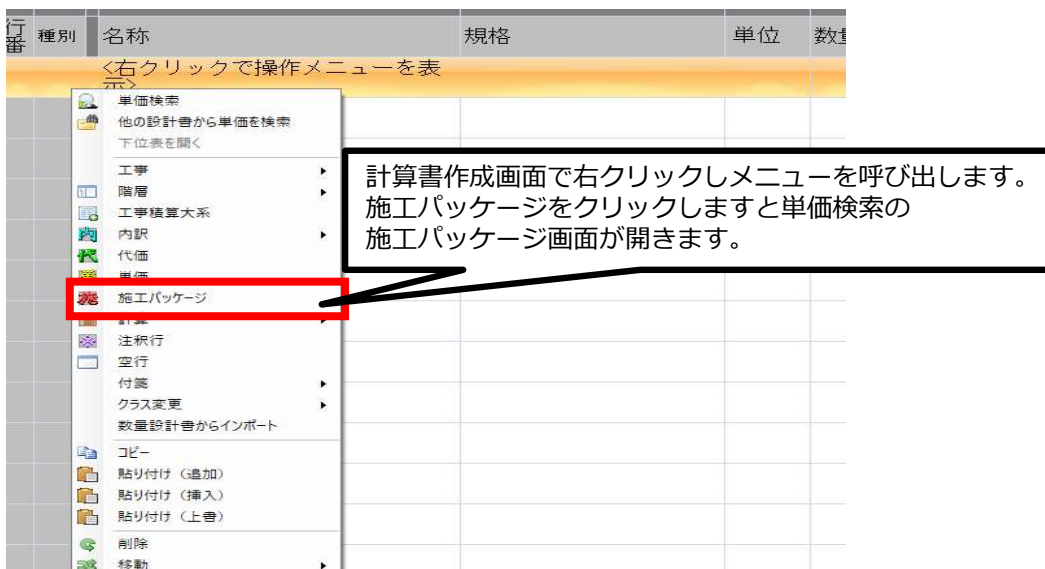 行番 種別 名称 規格 単位 数量
<右クリックで操作メニューを表
示>
単価検索
他の設計書から単価を検索
下位表を開く
工事
階層
工事積算大系
内訳
代価
単価
施工パッケージ
計算
注釈行
空行
付箋
クラス変更
数量設計書からインポート
コピー
貼り付け（追加）
貼り付け（挿入）
貼り付け（上書）
削除
移動
計算書作成画面で右クリックしメニューを呼び出します。
施工パッケージをクリックしますと単価検索の
施工パッケージ画面が開きます。